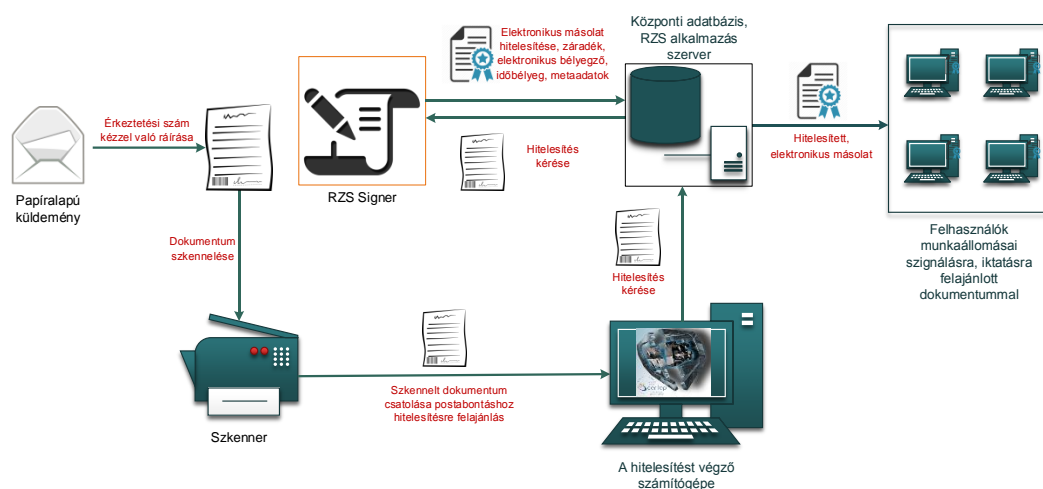 Elektronikus másolat
hitelesítése, záradék,
elektronikus bélyegző,
időbélyeg, metaadatok
Központi adatbázis,
RZS alkalmazás
szerver
Érkeztetési szám
kézzel való ráírása
Hitelesítés
kérése
Hitelesített,
elektronikus másolat
Papíralapú
küldemény
RZS Signer
Felhasználók
munkaállomásai
szignálásra, iktatásra
felajánlott
dokumentummal
Dokumentum
szkennelése
Hitelesítés
kérése
Szkennelt dokumentum
csatolása postabontáshoz
hitelesítésre felajánlás
Szkenner
A hitelesítést végző
számítógépe